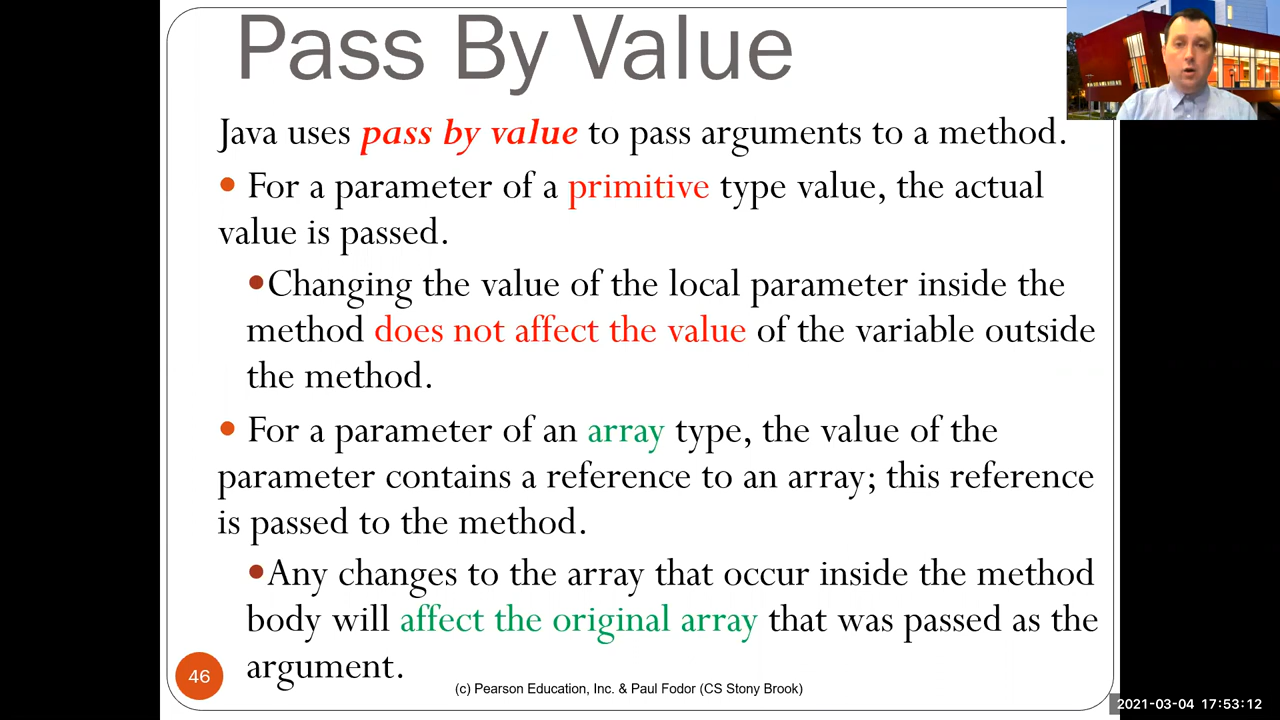 Pass By Value
Java uses pass by value to pass arguments to a method.
• For a parameter of a primitive type value, the actual
value is passed.
•Changing the value of the local parameter inside the
method does not affect the value of the variable outside
the method.
• For a parameter of an array type, the value of the
parameter contains a reference to an array; this reference
is passed to the method.
•Any changes to the array that occur inside the method
body will affect the original array that was passed as the
argument.
46
(c) Pearson Education, Inc. & Paul Fodor (CS Stony Brook)
2021-03-04 17:53:12